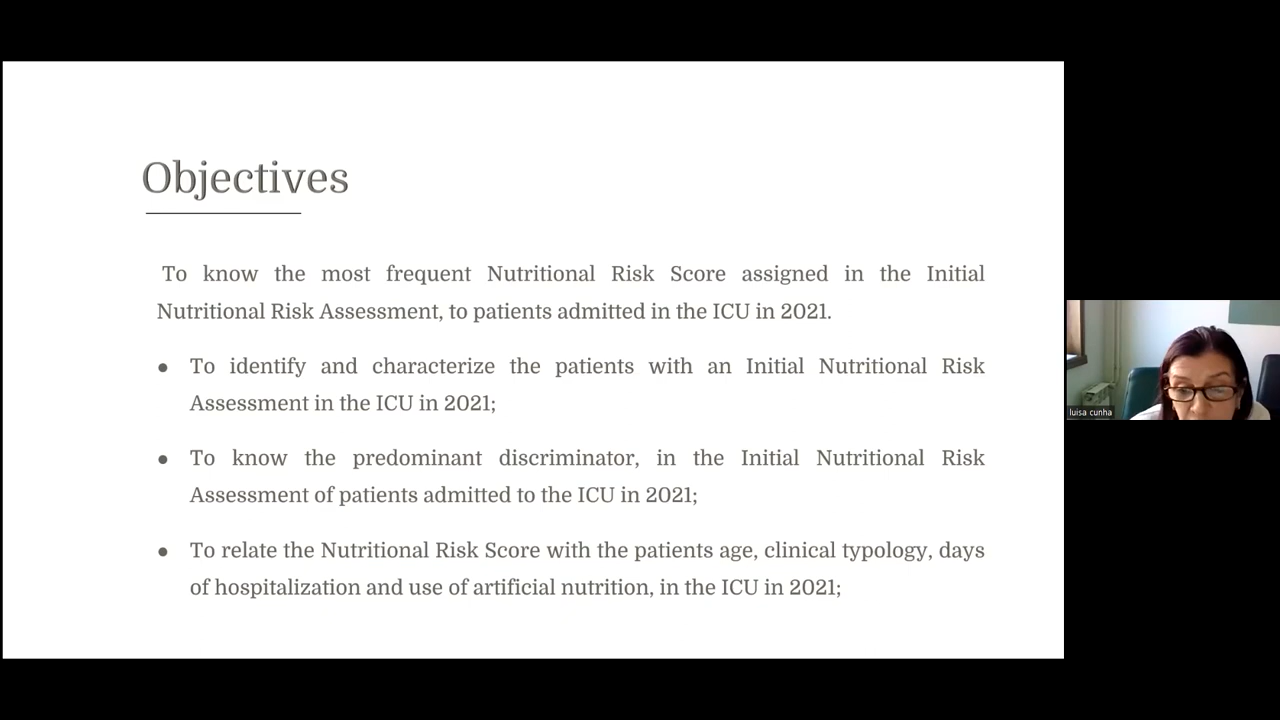 Objectives
To know the most frequent Nutritional Risk Score assigned in the Initial
Nutritional Risk Assessment, to patients admitted in the ICU in 2021.
● To identify and characterize the patients with an Initial Nutritional Risk
Assessment in the ICU in 2021;
● To know the predominant discriminator, in the Initial Nutritional Risk
Assessment of patients admitted to the ICU in 2021;
● To relate the Nutritional Risk Score with the patients age, clinical typology, days
of hospitalization and use of artificial nutrition, in the ICU in 2021;
luisa cunha